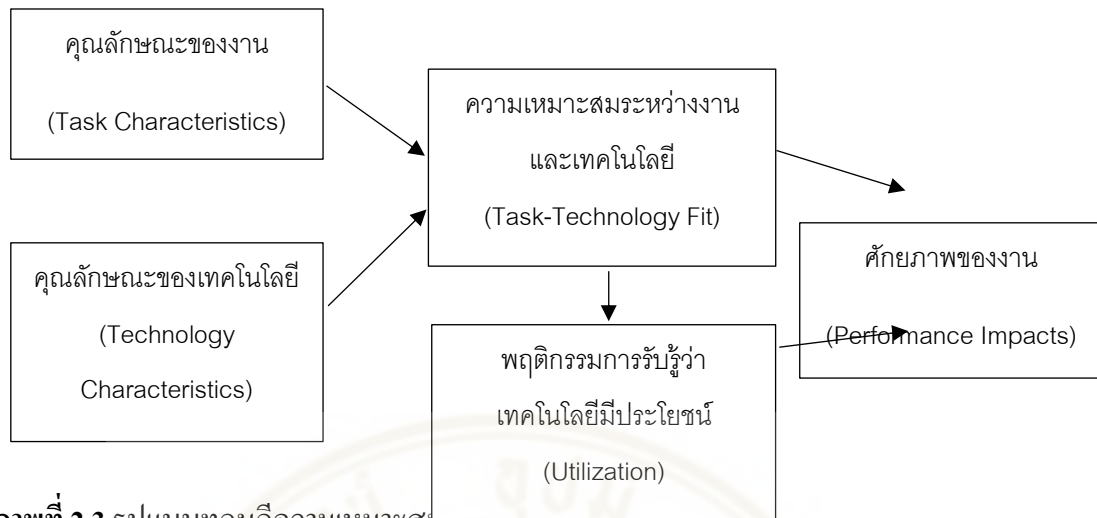 คุณลักษณะของงาน
(Task Characteristics)
ความเหมาะสมระหว่างงาน
และเทคโนโลยี
(Task-Technology Fit)
คุณลักษณะของเทคโนโลยี
(Technology
Characteristics)
ศักยภาพของงาน
(Performance Impacts)
พฤติกรรมการรับรู้ว่า
เทคโนโลยีมีประโยชน์
(Utilization)